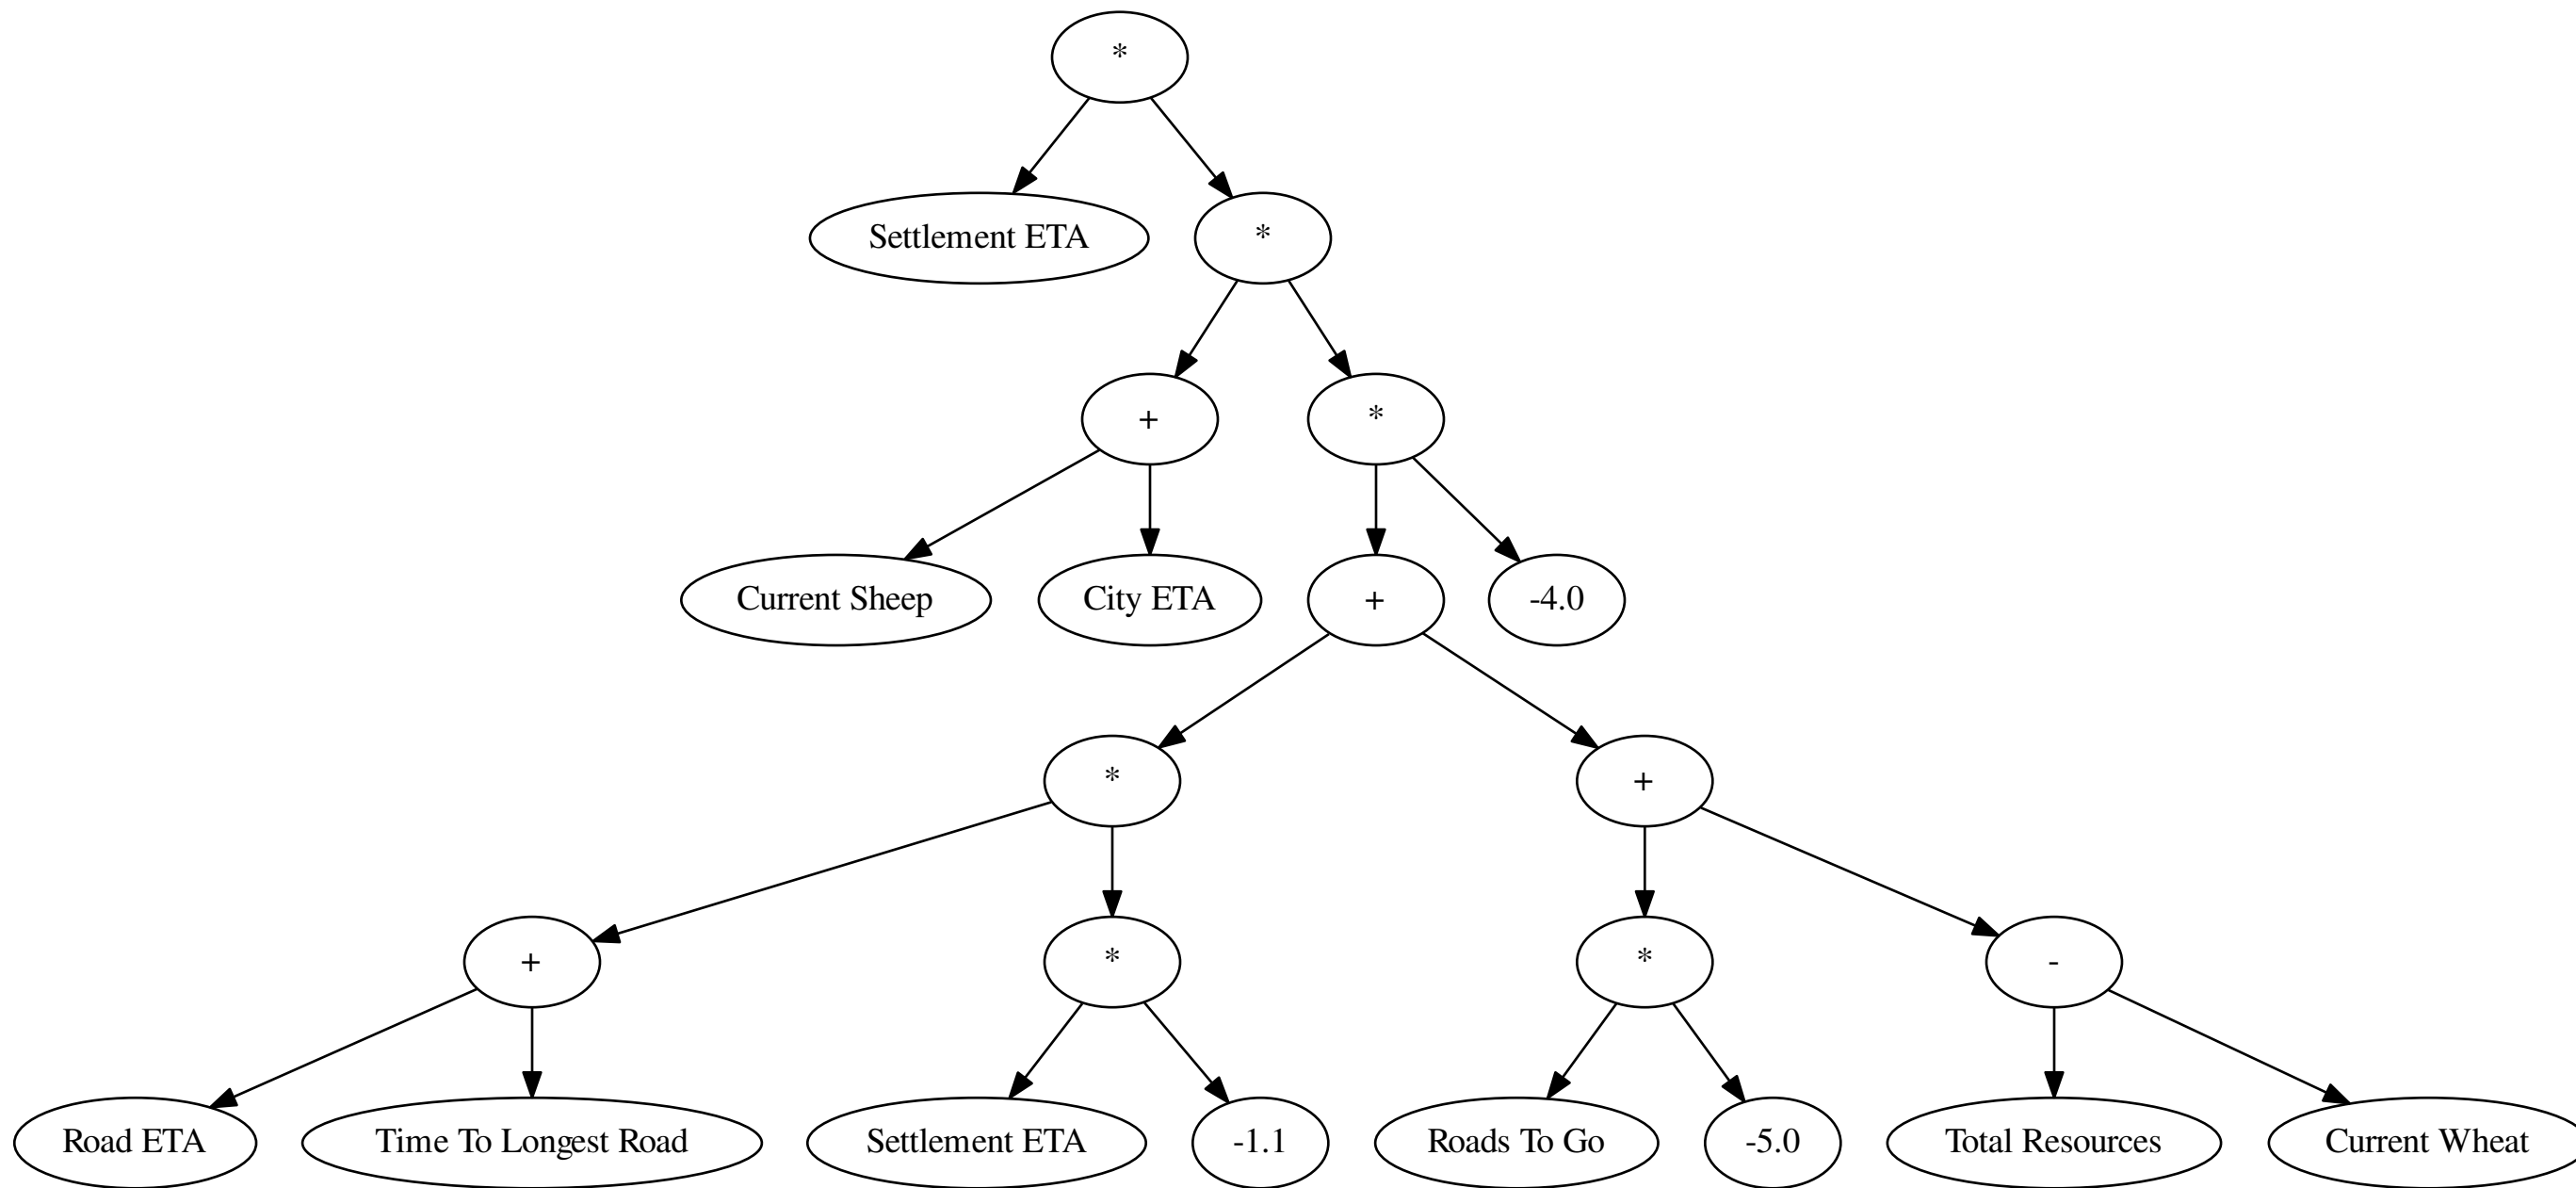 *
Settlement ETA
*
+
*
Current Sheep
City ETA
+
-4.0
*
+
+
*
*
-
Road ETA
Time To Longest Road
Settlement ETA
-1.1
Roads To Go
-5.0
Total Resources
Current Wheat